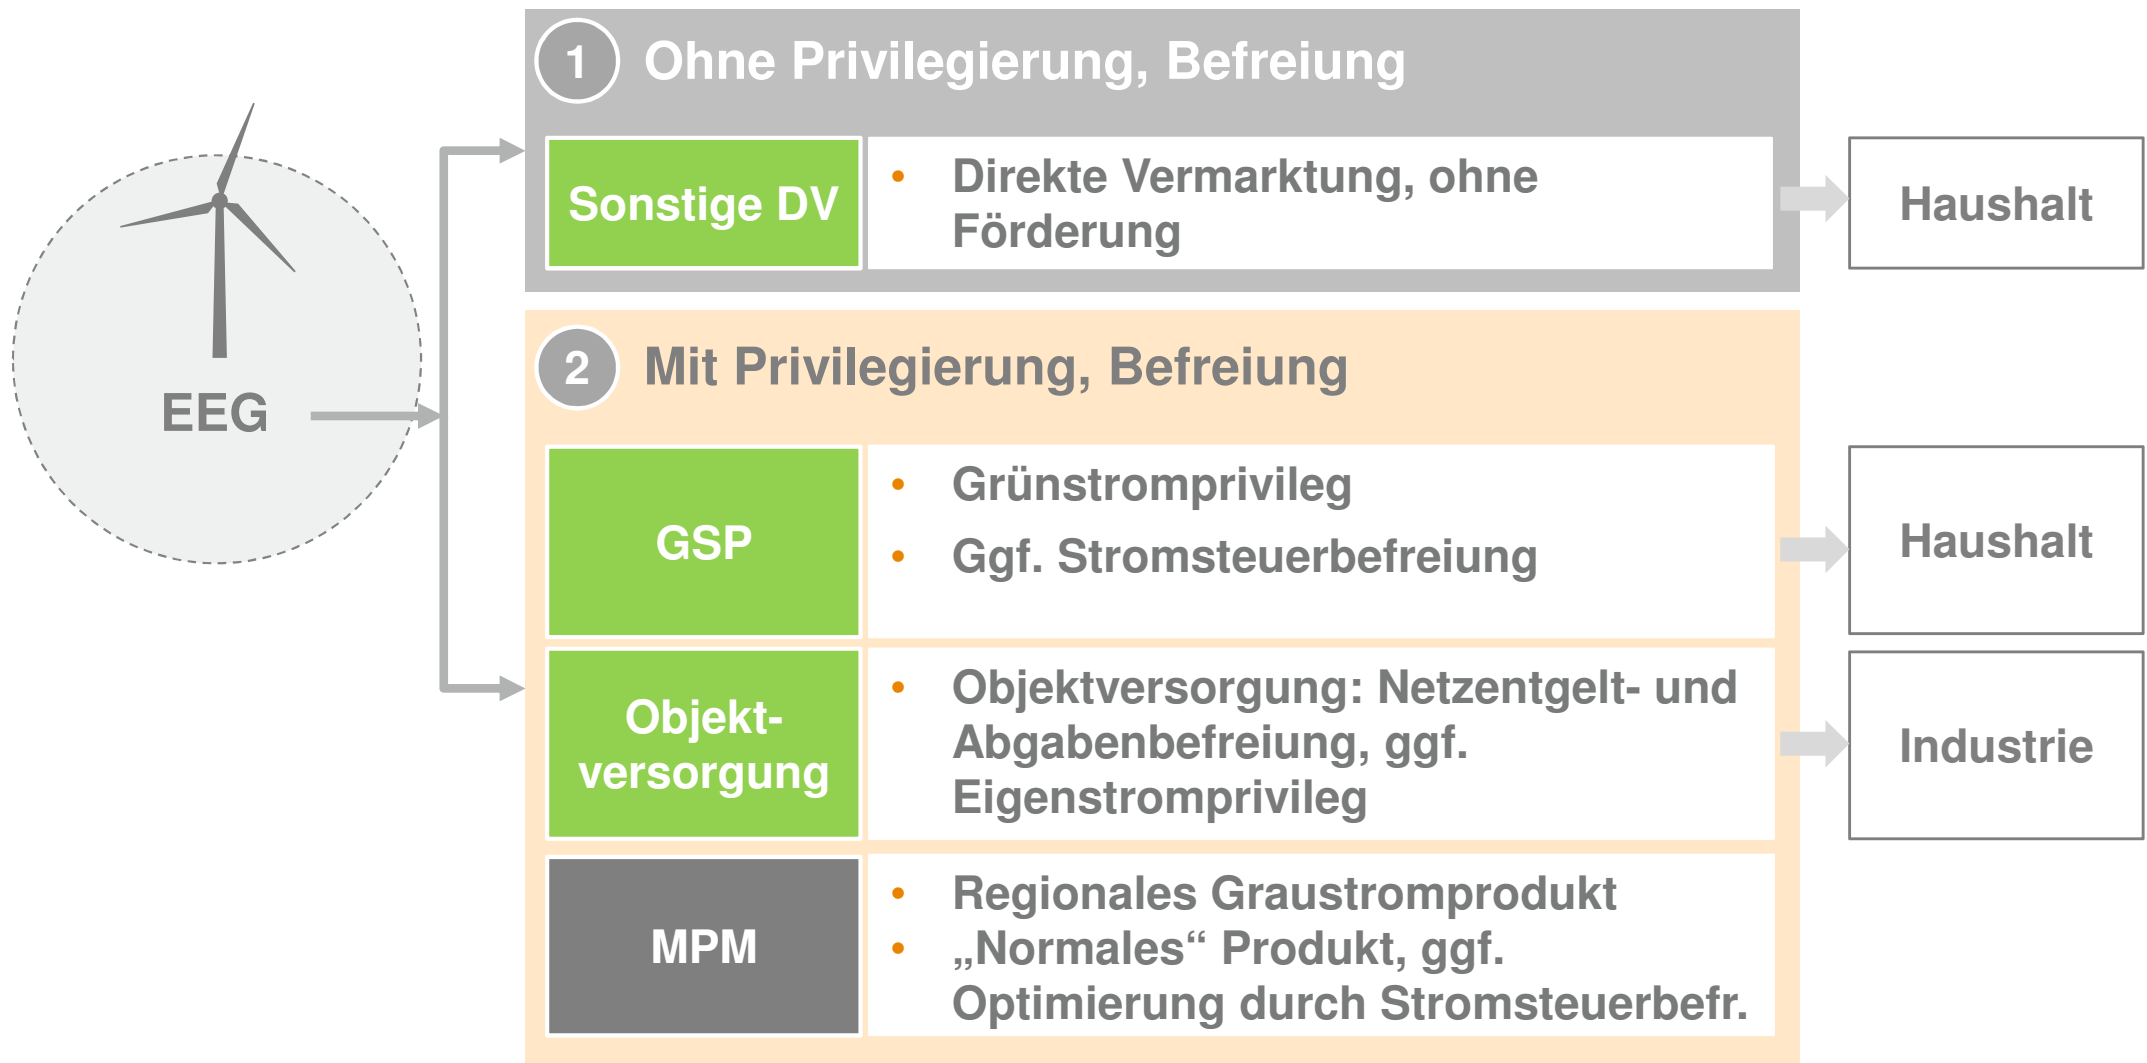 1 Ohne Privilegierung, Befreiung
Sonstige DV
• Direkte Vermarktung, ohne
Förderung
Haushalt
EEG
2 Mit Privilegierung, Befreiung
GSP
• Grünstromprivileg
• Ggf. Stromsteuerbefreiung
Haushalt
Objekt-
versorgung
• Objektversorgung: Netzentgelt- und
Abgabenbefreiung, ggf.
Eigenstromprivileg
Industrie
MPM
• Regionales Graustromprodukt
• „Normales“ Produkt, ggf.
Optimierung durch Stromsteuerbefr.